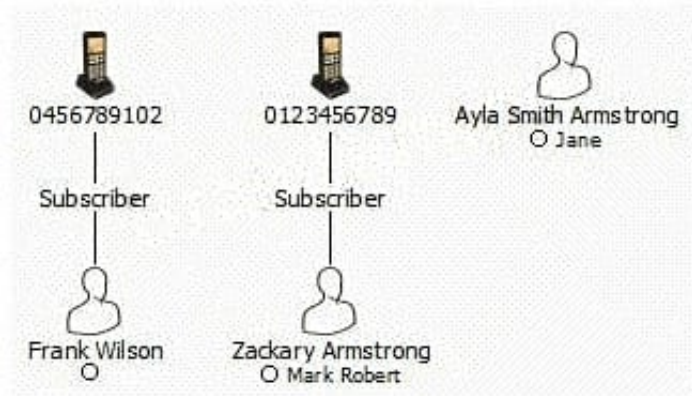 0456789102
0123456789
Ayla Smith Armstrong
Jane
Subscriber
Subscriber
Frank Wilson
Zackary Armstrong
Mark Robert